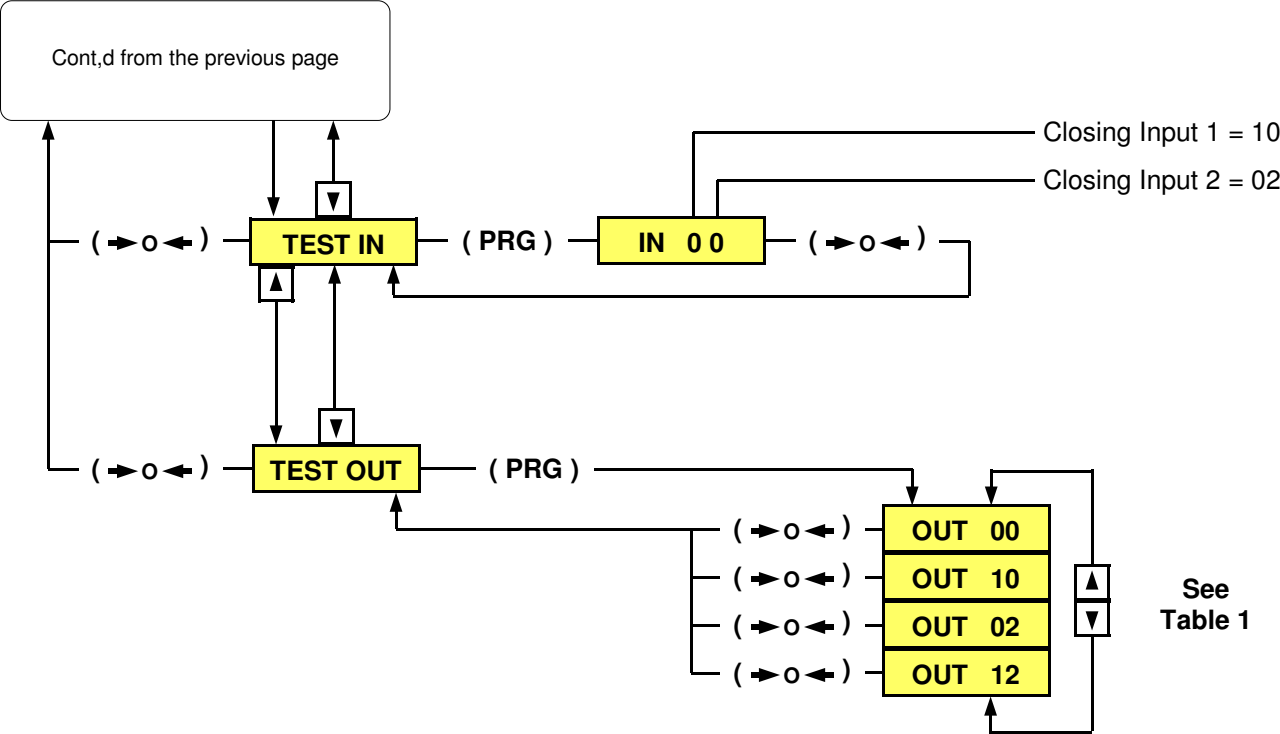 Cont,d from the previous page
Closing Input 1 = 10
Closing Input 2 = 02
( o )
TEST IN
( PRG )
IN 0 0
( o )
( o )
TEST OUT
( PRG )
( o )
OUT 00
( o )
OUT 10
( o )
OUT 02
( o )
OUT 12
See
Table 1